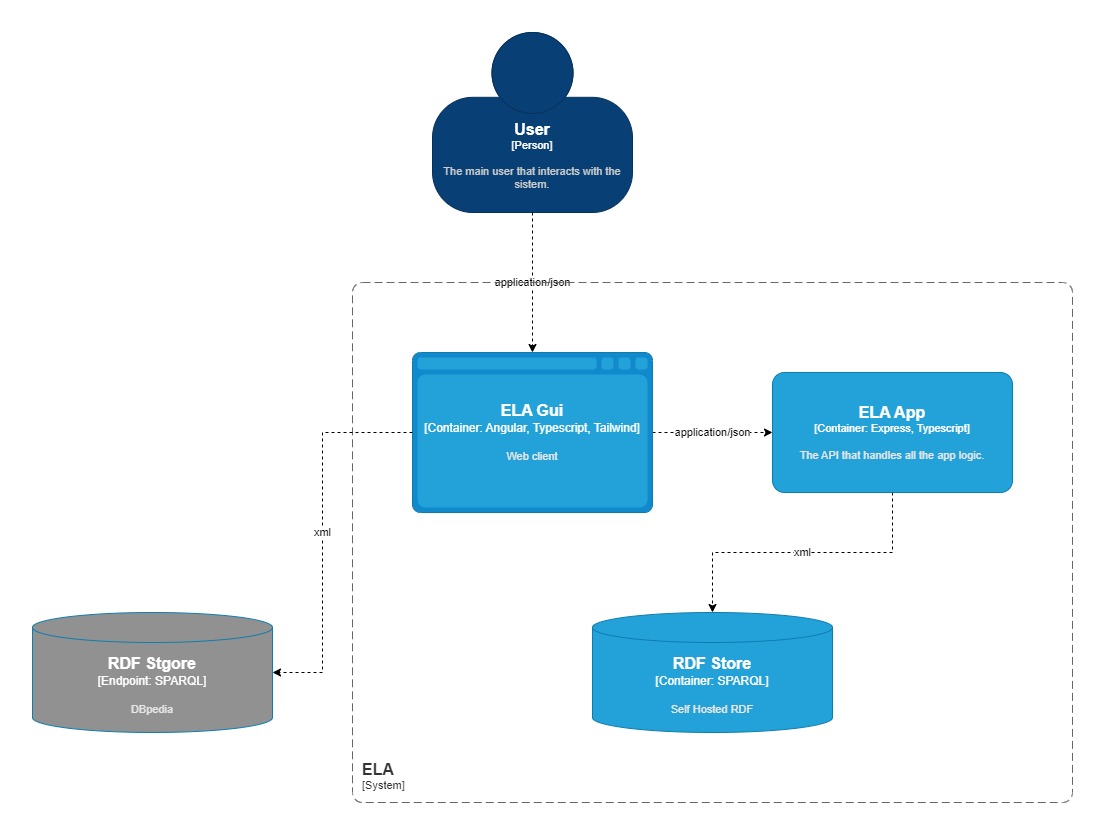 User
[Person]
The main user that interacts with the
sistem.
application/json
ELA Gui
[Container: Angular, Typescript, Tailwind]
Web client
application/json
ELA App
[Container: Express, Typescript]
The API that handles all the app logic.
xml
xml
RDF Stgore
[Endpoint: SPARQL]
DBpedia
RDF Store
[Container: SPARQL]
Self Hosted RDF
ELA
[System]